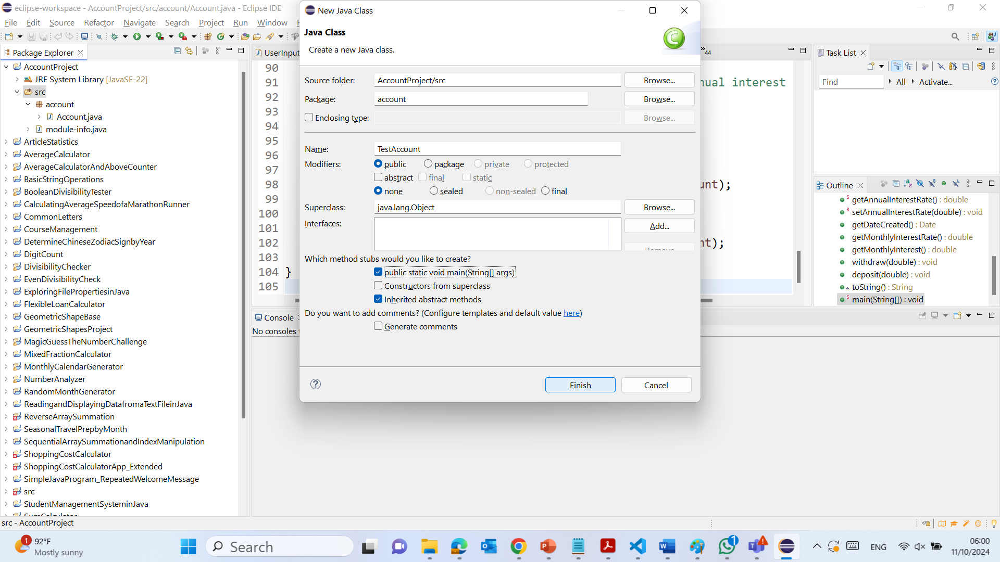 eclipse-workspace - AccountProject/src/account/Account.java - Eclipse IDE
New Java Class
File Edit Source Refactor Navigate Search Project Run Window
Java Class
Create a new Java class.
Package Explorer
UserInput
44
Task List
Find
All
Activate...
AccountProject
JRE System Library [JavaSE-22]
src
account
Account.java
module-info.java
ArticleStatistics
AverageCalculator
AverageCalculatorAndAboveCounter
BasicStringOperations
BooleanDivisibilityTester
CalculatingAverageSpeedofaMarathonRunner
CommonLetters
CourseManagement
DetermineChineseZodiacSignbyYear
DigitCount
DivisibilityChecker
EvenDivisibilityCheck
ExploringFilePropertiesinJava
FlexibleLoanCalculator
GeometricShapeBase
GeometricShapesProject
MagicGuessTheNumberChallenge
MixedFractionCalculator
MonthlyCalendarGenerator
NumberAnalyzer
RandomMonthGenerator
ReadingandDisplayingDatafromaTextFileinJava
ReverseArraySummation
SeasonalTravelPrepbyMonth
SequentialArraySummationandIndexManipulation
ShoppingCostCalculator
ShoppingCostCalculatorApp_Extended
SimpleJavaProgram_RepeatedWelcomeMessage
src
StudentManagementSysteminJava
SumCalculator
90
91 nual interest
92
93
94
95
96
97
98 unt);
99
100
101
102 nt);
103
104 }
105
Source folder: AccountProject/src Browse...
Package: account Browse...
Enclosing type: Browse...
Name: TestAccount
Modifiers: public package private protected
abstract final static
none sealed non-sealed final
Superclass: java.lang.Object Browse...
Interfaces: Add...
Remove
Which method stubs would you like to create?
public static void main(String[] args)
Constructors from superclass
Inherited abstract methods
Do you want to add comments? (Configure templates and default value here)
Generate comments
Finish Cancel
Outline
getAnnualInterestRate() : double
setAnnualInterestRate(double) : void
getDateCreated() : Date
getMonthlyInterestRate() : double
getMonthlyInterest() : double
withdraw(double) : void
deposit(double) : void
toString() : String
main(String[]) : void
Console
No consoles
src - AccountProject
1
92°F
Mostly sunny
Search
1
ENG
06:00
11/10/2024